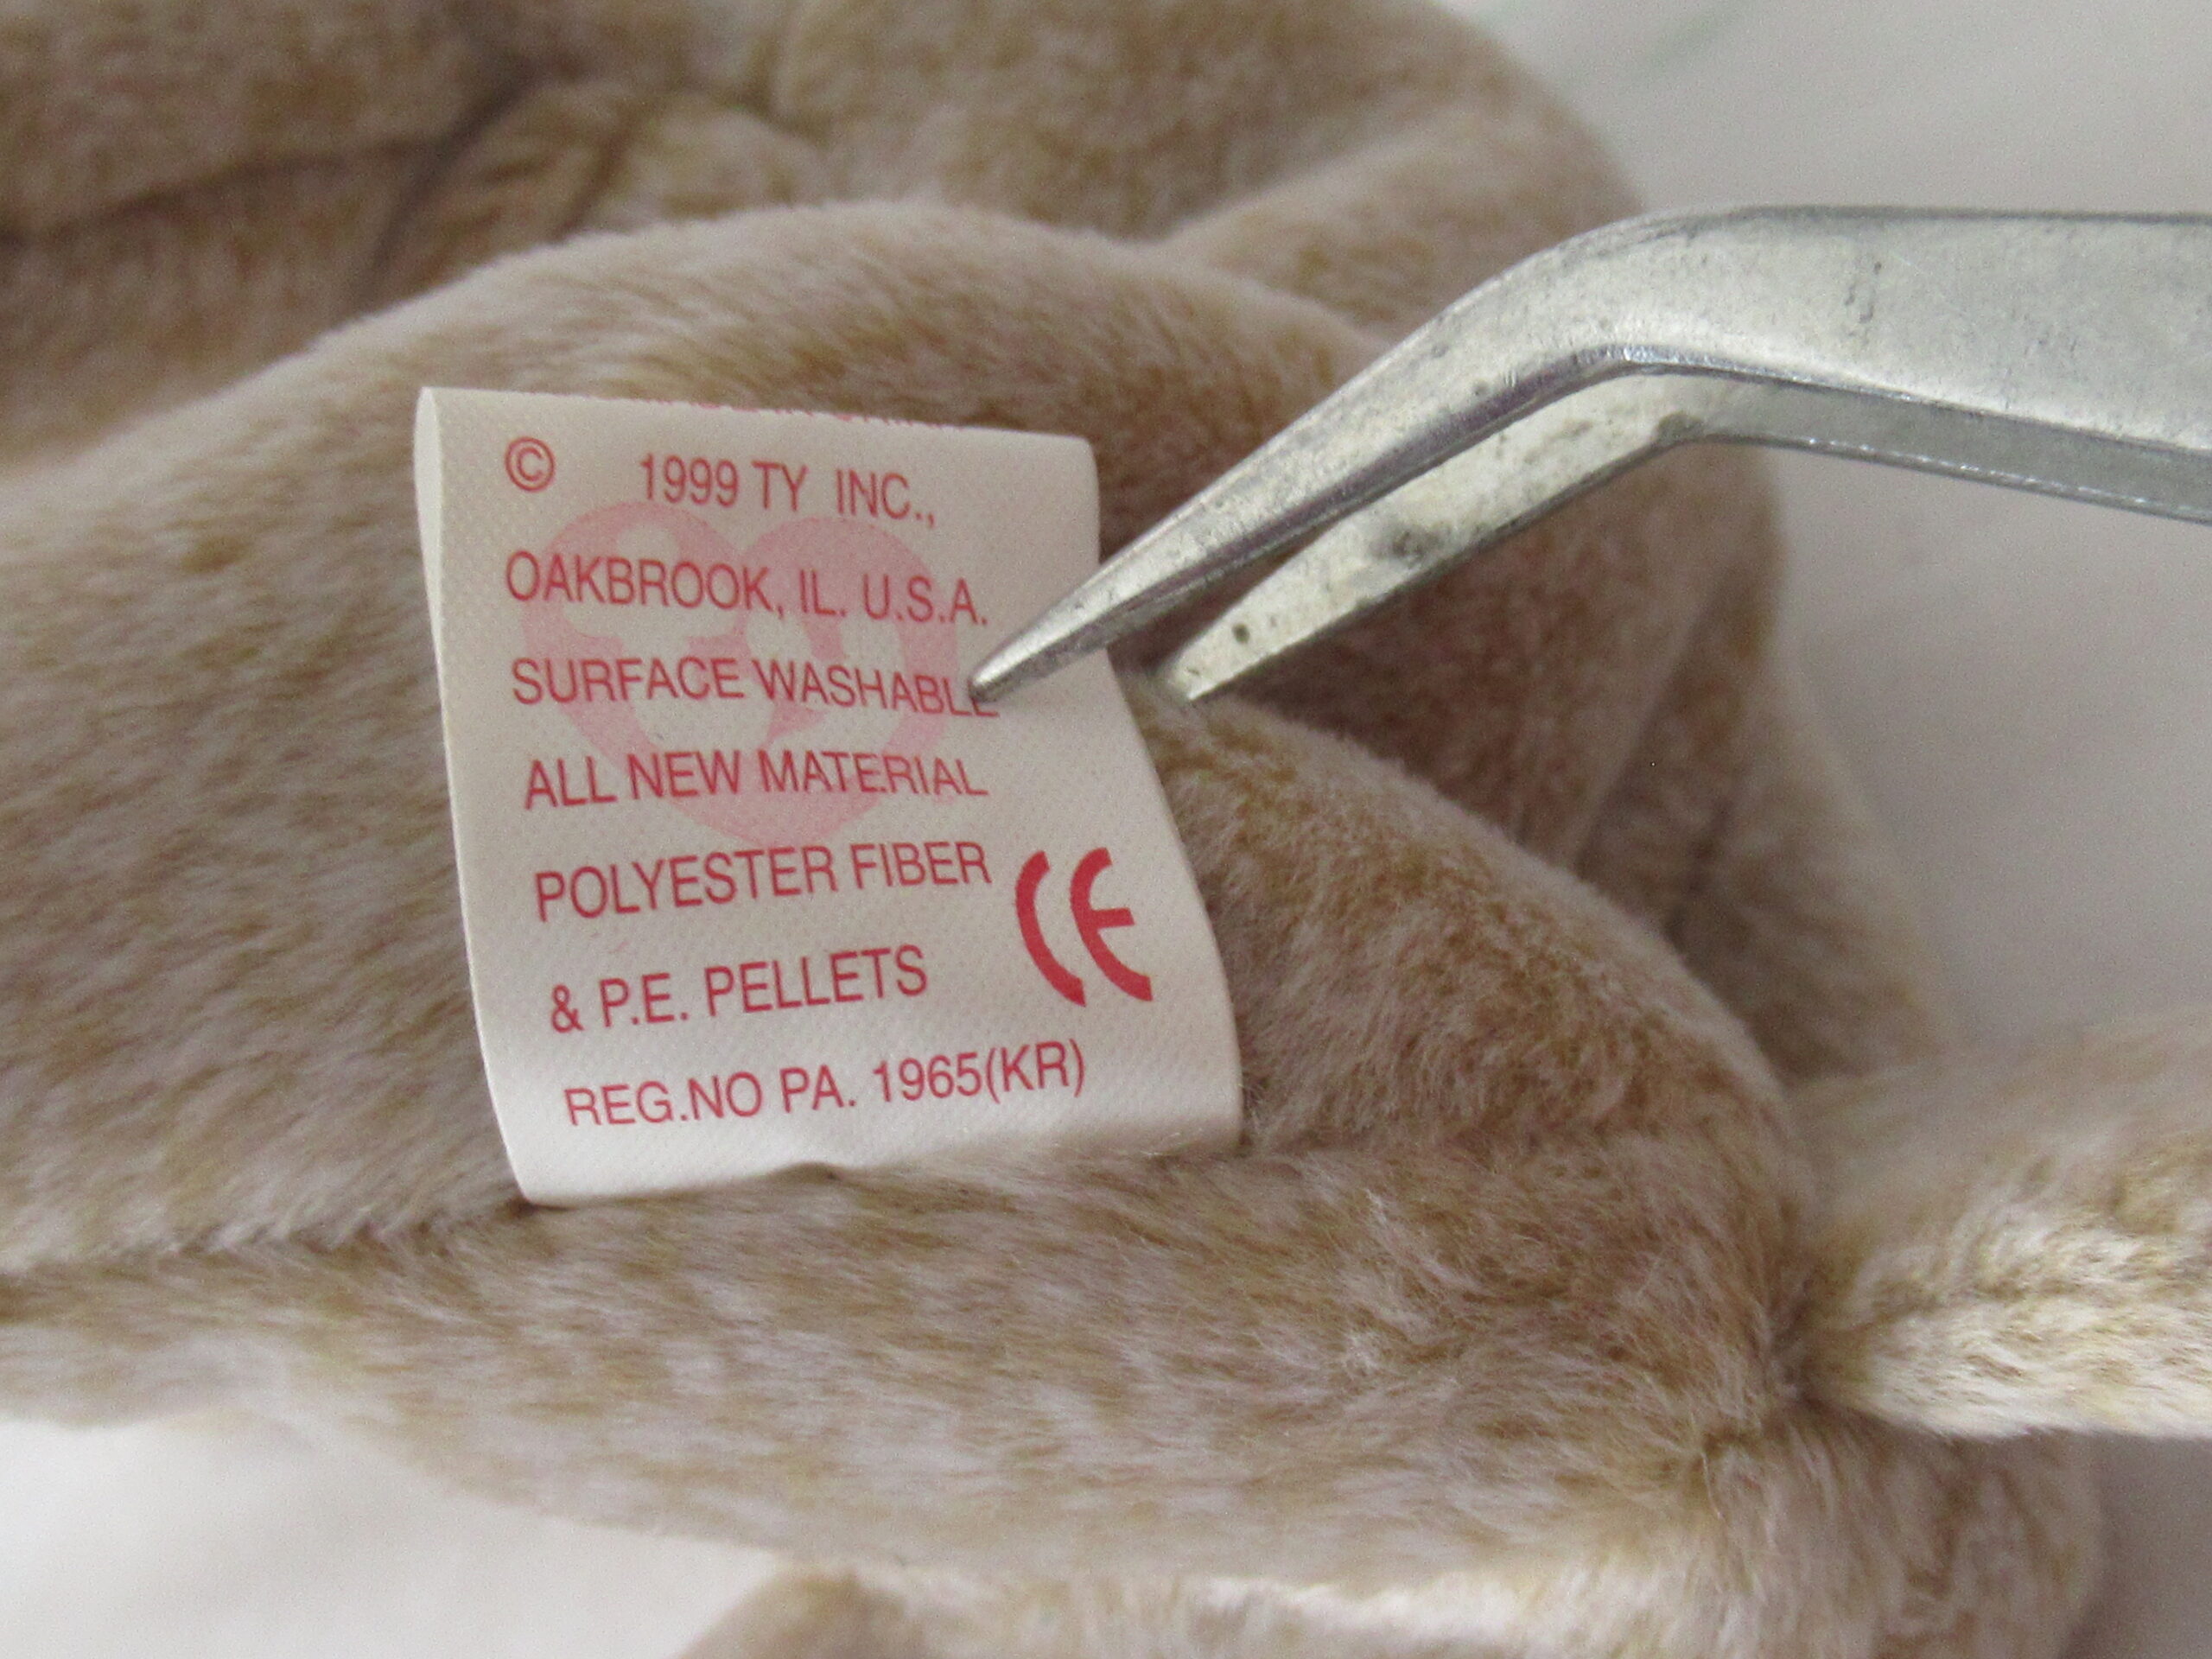 © 1999 TY INC.,
OAKBROOK, IL. U.S.A.
SURFACE WASHABLE
ALL NEW MATERIAL
POLYESTER FIBER
& P.E. PELLETS
CE
REG.NO PA. 1965(KR)